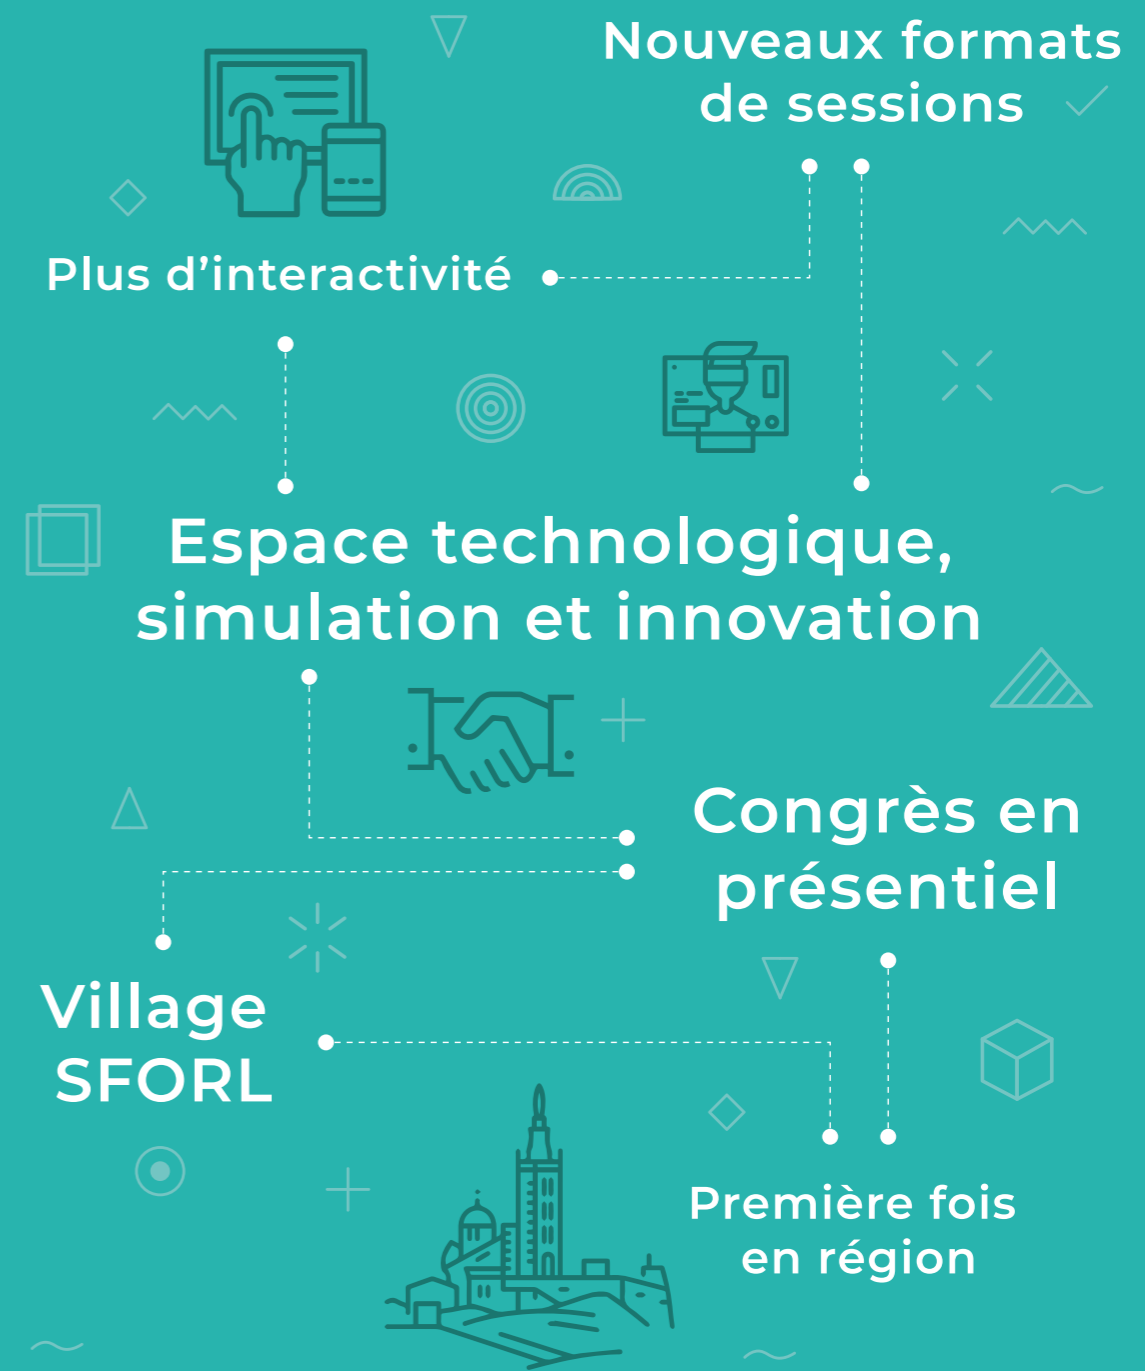 Nouveaux formats
de sessions
Plus d’interactivité
Espace technologique,
simulation et innovation
Congrès en
présentiel
Village
SFORL
Première fois
en région